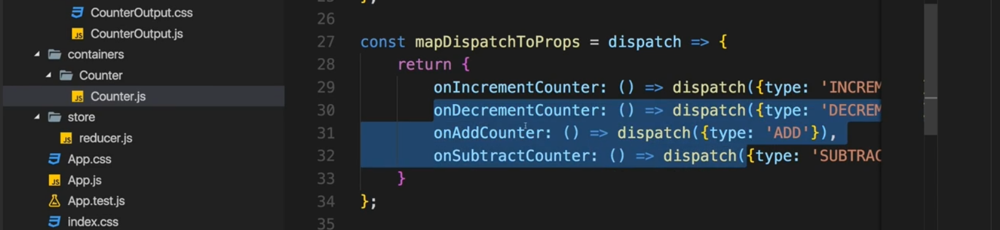 CounterOutput.css
CounterOutput.js
containers
Counter
Counter.js
store
reducer.js
App.css
App.js
App.test.js
index.css
26
27 const mapDispatchToProps = dispatch => {
28 return {
29 onIncrementCounter: () => dispatch({type: 'INCREM
30 onDecrementCounter: () => dispatch({type: 'DECREM
31 onAddCounter: () => dispatch({type: 'ADD'}),
32 onSubtractCounter: () => dispatch({type: 'SUBTRAC
33 }
34 };
35